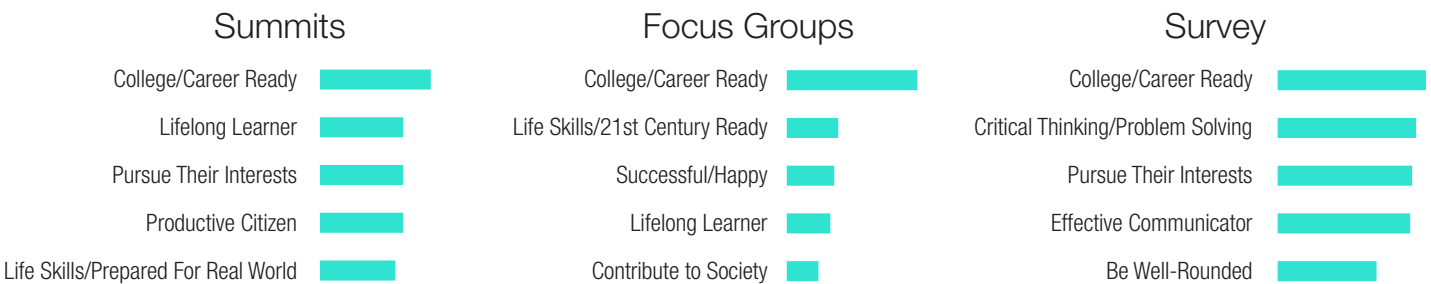 Summits
College/Career Ready
Lifelong Learner
Pursue Their Interests
Productive Citizen
Life Skills/Prepared For Real World
Focus Groups
College/Career Ready
Life Skills/21st Century Ready
Successful/Happy
Lifelong Learner
Contribute to Society
Survey
College/Career Ready
Critical Thinking/Problem Solving
Pursue Their Interests
Effective Communicator
Be Well-Rounded